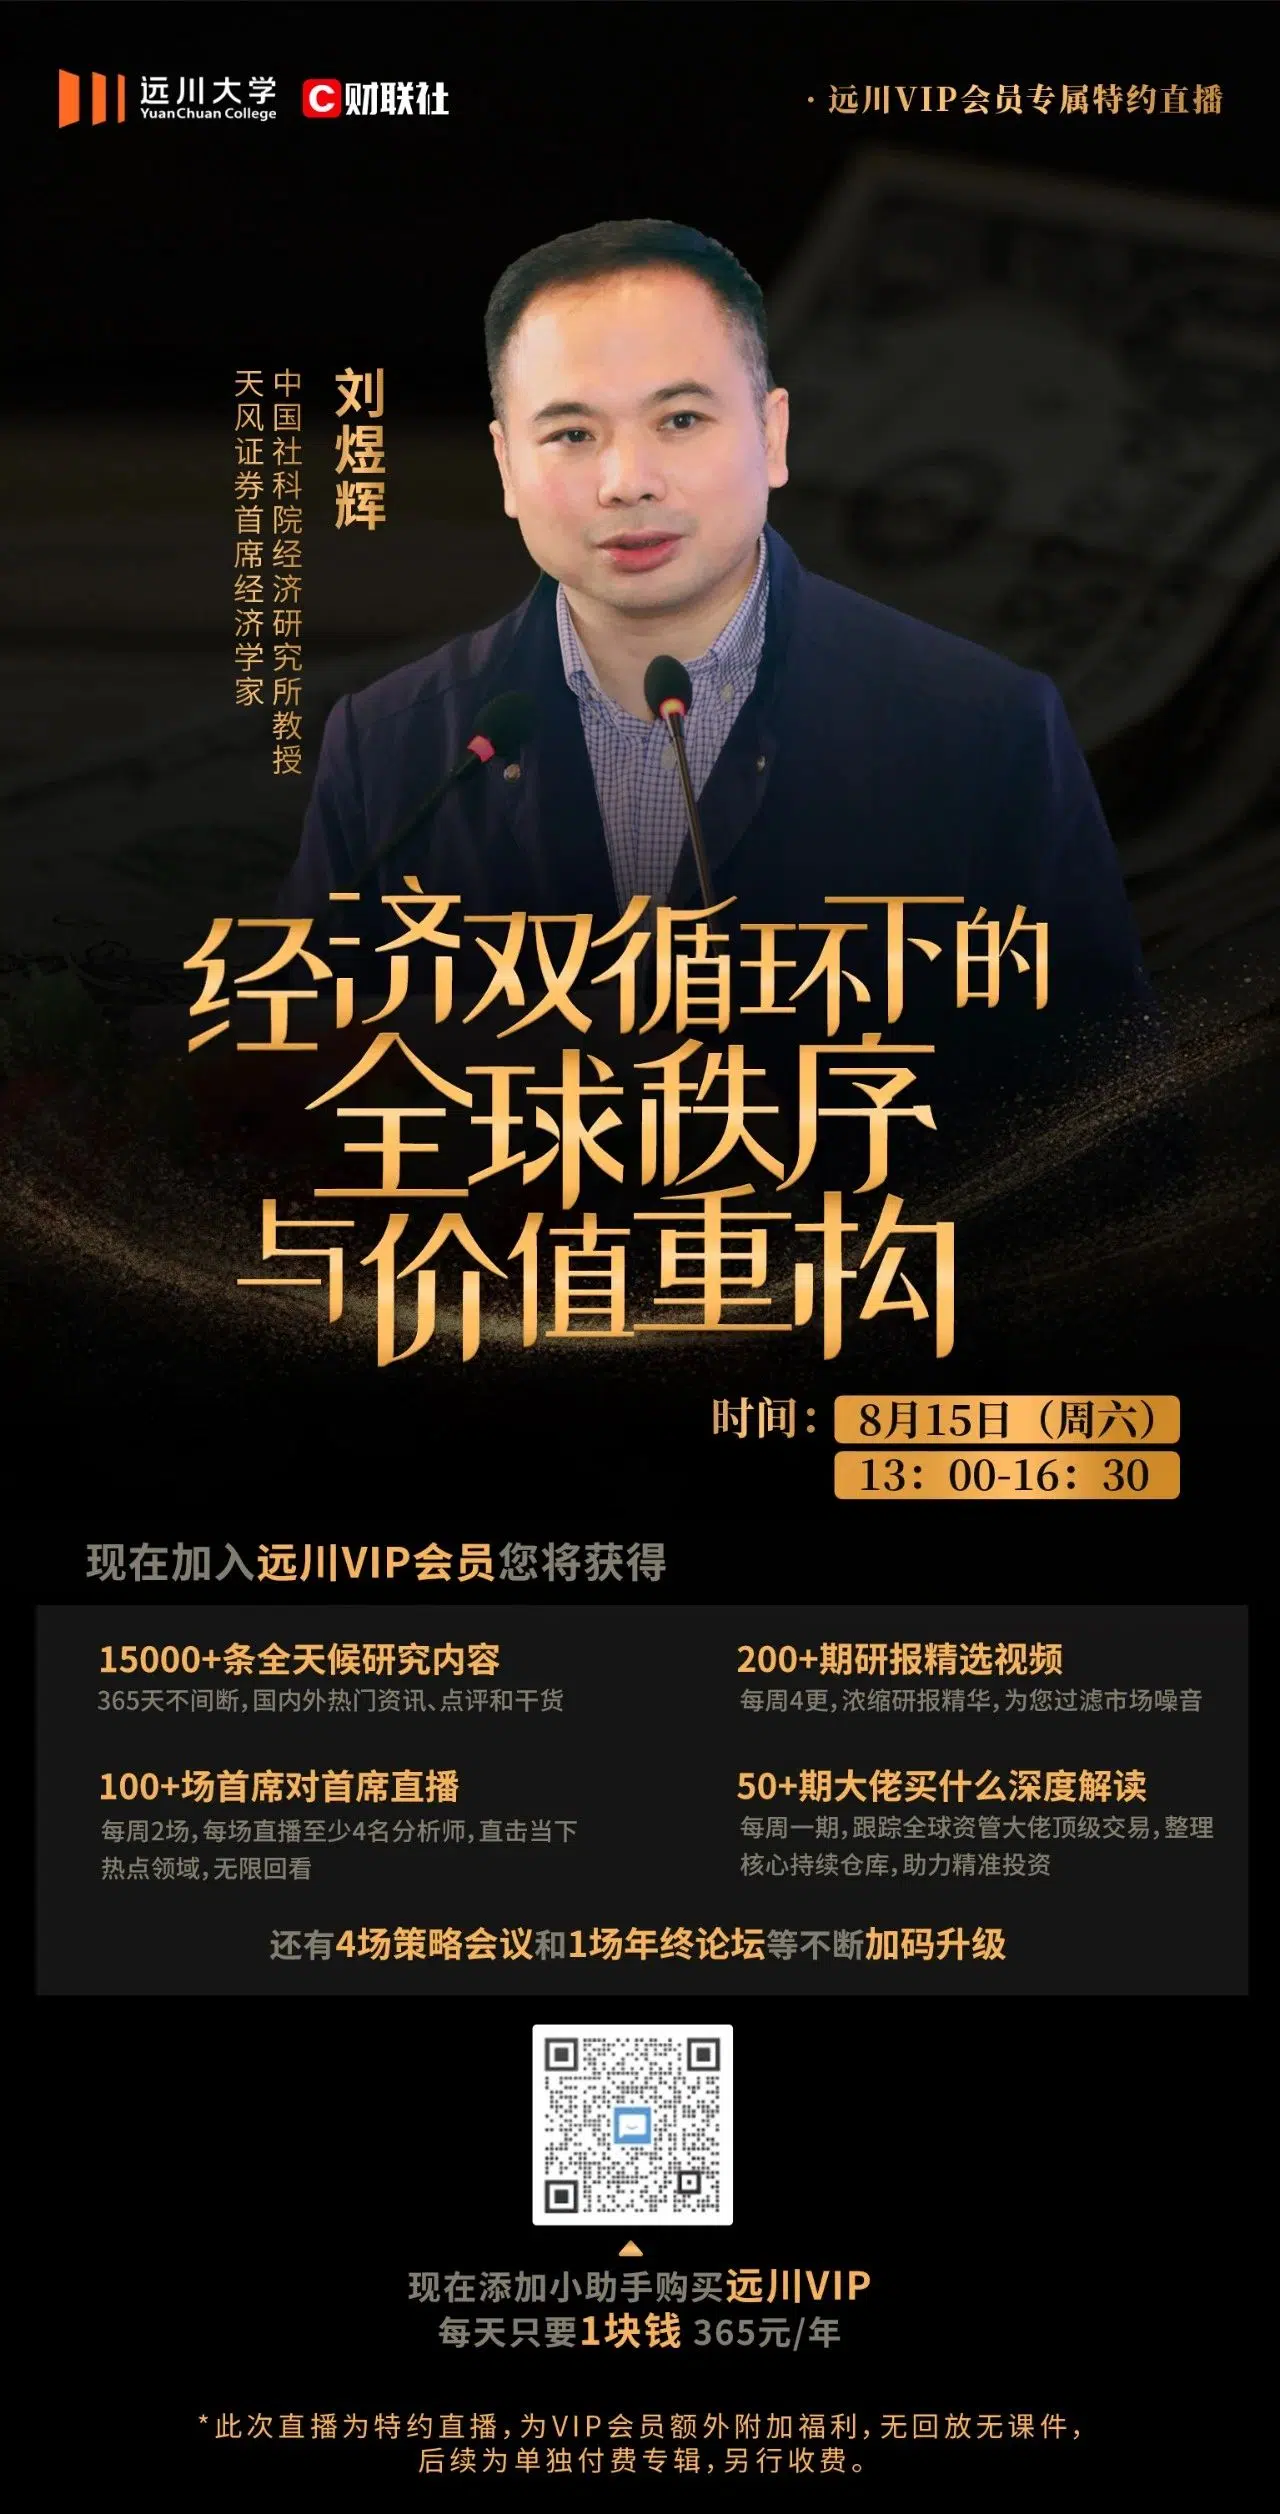 远川大学
YuanChuan College
C 财联社
·远川VIP会员专属特约直播
刘煜辉
中国社科院经济研究所教授
天风证券首席经济学家
经济双循环下的
全球秩序
与价值重构
时间：8月15日（周六）
13：00-16：30
现在加入远川VIP会员您将获得
15000+条全天候研究内容
365天不间断，国内外热门资讯、点评和干货
200+期研报精选视频
每周4更，浓缩研报精华，为您过滤市场噪音
100+场首席对首席直播
每周2场，每场直播至少4名分析师，直击当下
热点领域，无限回看
50+期大佬买什么深度解读
每周一期，跟踪全球资管大佬顶级交易，整理
核心持续仓库，助力精准投资
还有4场策略会议和1场年终论坛等不断加码升级
现在添加小助手购买远川VIP
每天只要1块钱 365元/年
*此次直播为特约直播，为VIP会员额外附加福利，无回放无课件，
后续为单独付费专辑，另行收费。